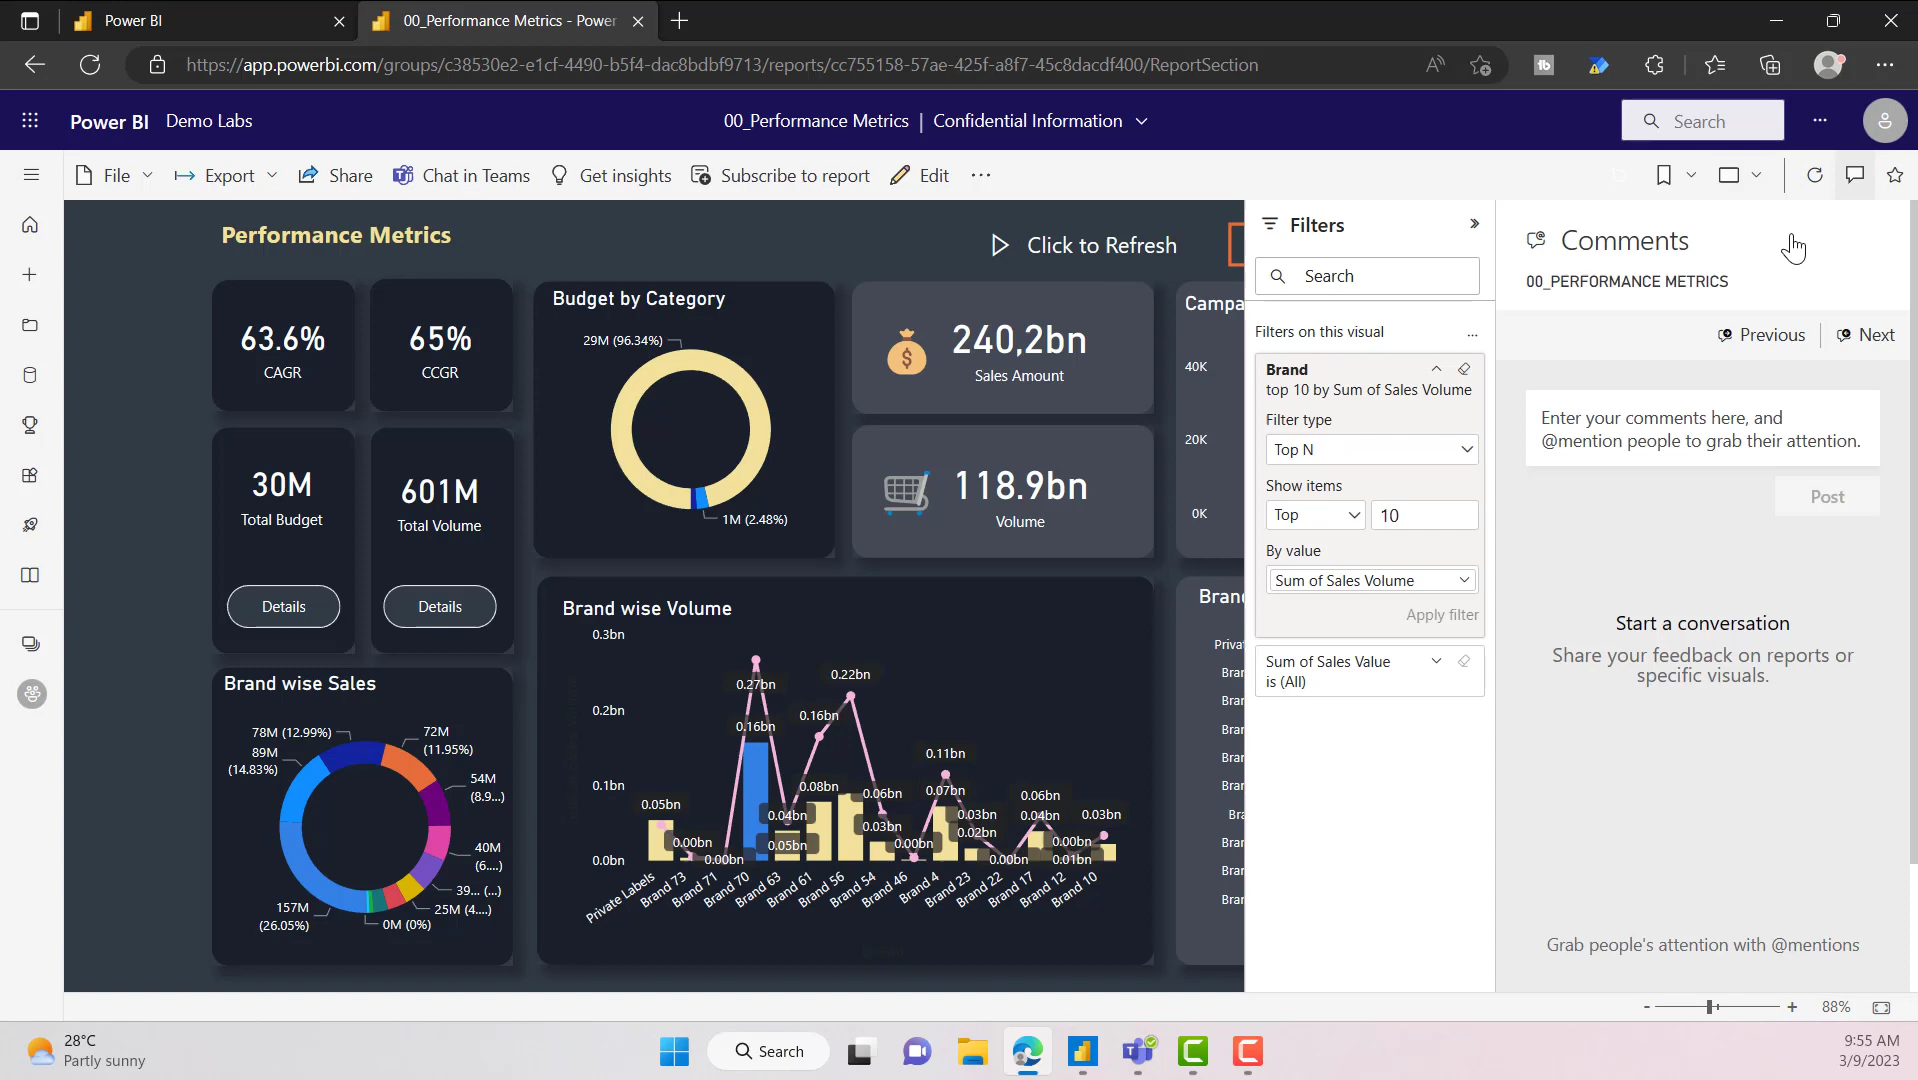 Power BI
00_Performance Metrics - Power
https://app.powerbi.com/groups/c38530e2-e1cf-4490-b5f4-dac8bdbf9713/reports/cc755158-57ae-425f-a8f7-45c8dacdf400/ReportSection
Power BI Demo Labs
00_Performance Metrics | Confidential Information
Search
File
Export
Share
Chat in Teams
Get insights
Subscribe to report
Edit
Performance Metrics
Click to Refresh
63.6%
CAGR
65%
CCGR
30M
Total Budget
Details
601M
Total Volume
Details
Budget by Category
29M (96.34%)
1M (2.48%)
240,2bn
Sales Amount
118.9bn
Volume
Campa
40K
20K
0K
Brand wise Sales
78M (12.99%)
72M
(11.95%)
89M
(14.83%)
54M
(8.9...)
40M
(6....)
39... (...)
25M (4....)
0M (0%)
157M
(26.05%)
Brand wise Volume
0.3bn
0.2bn
0.1bn
0.0bn
0.27bn
0.22bn
0.16bn
0.16bn
0.11bn
0.05bn
0.08bn
0.06bn
0.07bn
0.06bn
0.04bn
0.03bn
0.03bn
0.04bn
0.03bn
0.02bn
0.00bn
0.05bn
0.00bn
0.00bn
0.00bn
0.00bn
0.01bn
Private Labels
Brand 73
Brand 71
Brand 70
Brand 63
Brand 61
Brand 56
Brand 54
Brand 46
Brand 4
Brand 23
Brand 22
Brand 17
Brand 12
Brand 10
Brand
Priva
Bran
Bran
Bran
Bran
Bran
Bra
Bran
Bran
Bran
Filters
Search
Filters on this visual
...
Brand
top 10 by Sum of Sales Volume
Filter type
Top N
Show items
Top
10
By value
Sum of Sales Volume
Apply filter
Sum of Sales Value
is (All)
Comments
00_PERFORMANCE METRICS
Previous
Next
Enter your comments here, and
@mention people to grab their attention.
Post
Start a conversation
Share your feedback on reports or
specific visuals.
Grab people's attention with @mentions
- + 88%
28°C
Partly sunny
Search
9:55 AM
3/9/2023